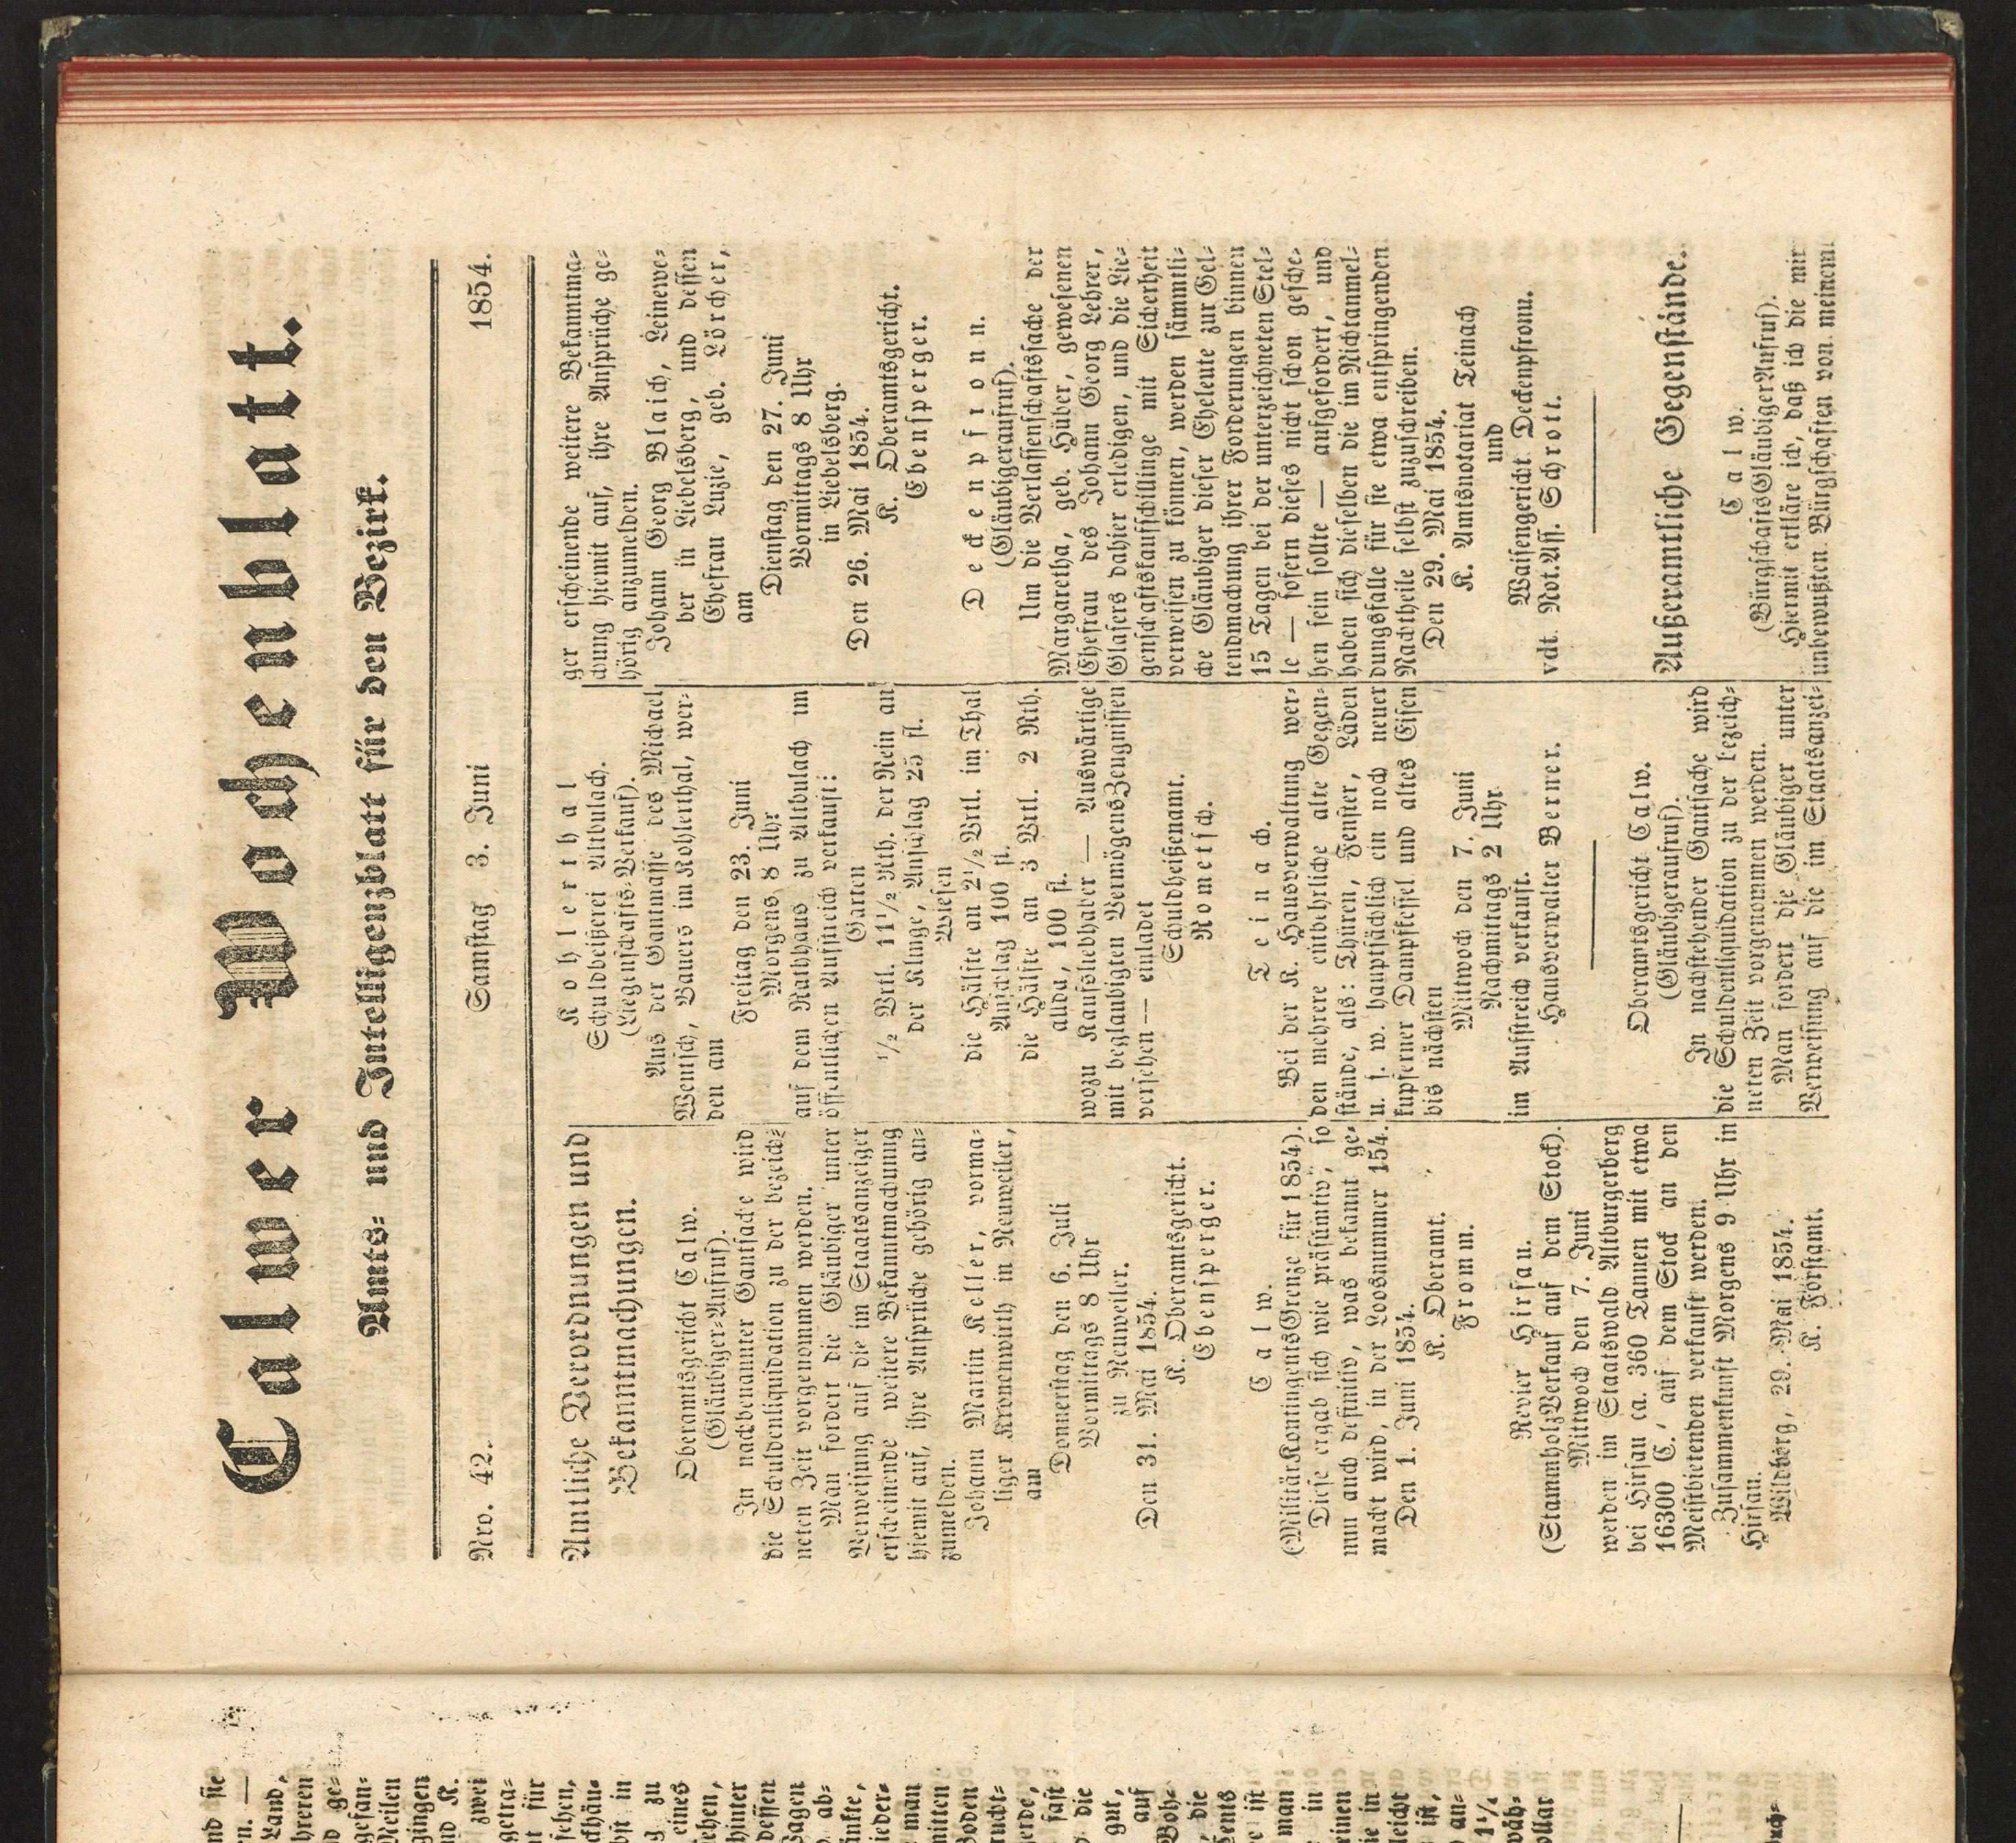 Calwer Wochenblatt.
Amts- und Intelligenzblatt für den Bezirk.
Nro. 42. Samstag 3. Juni 1854.
Amtliche Verordnungen und
Bekanntmachungen.
Oberamtsgericht Calw.
(Gläubiger-Aufruf).
In nachbenannter Gantsache wird
die Schuldenliquidation zu der bezeich-
neten Zeit vorgenommen werden.
Man fordert die Gläubiger unter
Verweisung auf die im Staatsanzeiger
erscheinende weitere Bekanntmachung
hiemit auf, ihre Ansprüche gehörig an-
zumelden.
Johann Martin Keller, vorma-
liger Kronenwirth in Neuweiler,
am
Donnerstag den 6. Juli
Vormittags 8 Uhr
zu Neuweiler.
Den 31. Mai 1854.
K. Oberamtsgericht.
Ebensperger.
Calw.
(MilitärKontingentsGrenze für 1854).
Diese ergab sich wie präsumtiv, so
nun auch definitiv, was bekannt ge-
macht wird, in der Loosnummer 154.
Den 1. Juni 1854.
K. Oberamt.
Fromm.
Revier Hirsau.
(StammholzVerkauf auf dem Stock).
Mittwoch den 7. Juni
werden im Staatswald Altburgerberg
bei Hirsau ca. 360 Tannen mit etwa
16300 C.' auf dem Stock an den
Meistbietenden verkauft werden.
Zusammenkunft Morgens 9 Uhr in
Hirsau.
Wildberg, 29. Mai 1854.
K. Forstamt.
Kohlerthal
Schuldheißerei Altbulach.
(Liegenschafts-Verkauf).
Aus der Gantmasse des Michael
Wentsch, Bauers im Kohlerthal, wer-
den am
Freitag den 23. Juni
Morgens 8 Uhr
auf dem Rathhaus zu Altbulach im
öffentlichen Aufstreich verkauft:
Garten
1/2 Vrtl. 11 1/2 Rth. der Rein an
der Klinge, Anschlag 25 fl.
Wiesen
die Hälfte an 2 1/2 Vrtl. im Thal
Anschlag 100 fl.
die Hälfte an 3 Vrtl. 2 Rth.
allda, 100 fl.
wozu Kaufsliebhaber — Auswärtige
mit beglaubigten VermögensZeugnissen
versehen — einladet
Schuldheißenamt.
Rometsch.
Teinach.
Bei der K. Hausverwaltung wer-
den mehrere entbehrliche alte Gegen-
stände, als: Thüren, Fenster, Läden
u. s. w. hauptsächlich ein noch neuer
kupferner Dampfkessel und altes Eisen
bis nächsten
Mittwoch den 7. Juni
Nachmittags 2 Uhr
im Aufstreich verkauft.
Hausverwalter Berner.
Oberamtsgericht Calw.
(Gläubigeraufruf).
In nachstehender Gantsache wird
die Schuldenliquidation zu der bezeich-
neten Zeit vorgenommen werden.
Man fordert die Gläubiger unter
Verweisung auf die im Staatsanzei-
ger erscheinende weitere Bekanntma-
chung hiemit auf, ihre Ansprüche ge-
hörig anzumelden.
Johann Georg Blaich, Leinewe-
ber in Liebelsberg, und dessen
Ehefrau Luzie, geb. Lörcher,
am
Dienstag den 27. Juni
Vormittags 8 Uhr
in Liebelsberg.
Den 26. Mai 1854.
K. Oberamtsgericht.
Ebensperger.
Deckenpfronn.
(Gläubigeraufruf).
Um die Verlassenschaftssache der
Margaretha, geb. Hüber, gewesenen
Ehefrau des Johann Georg Lehrer,
Glasers dahier erledigen, und die Lie-
genschaftskaufschillinge mit Sicherheit
verweisen zu können, werden sämmtli-
che Gläubiger dieser Eheleute zur Gel-
tendmachung ihrer Forderungen binnen
15 Tagen bei der unterzeichneten Stel-
le — sofern dieses nicht schon gesche-
hen sein sollte — aufgefordert, und
haben sich dieselben die im Nichtanmel-
dungsfalle für sie etwa entspringenden
Nachtheile selbst zuzuschreiben.
Den 29. Mai 1854.
K. Amtsnotariat Teinach
und
Waisengericht Deckenpfronn.
vdt. Not.Ass. Schrott.
Außeramtliche Gegenstände.
Calw.
(BürgschaftsGläubigerAufruf).
Hiermit erkläre ich, daß ich die mir
unbewußten Bürgschaften von meinem